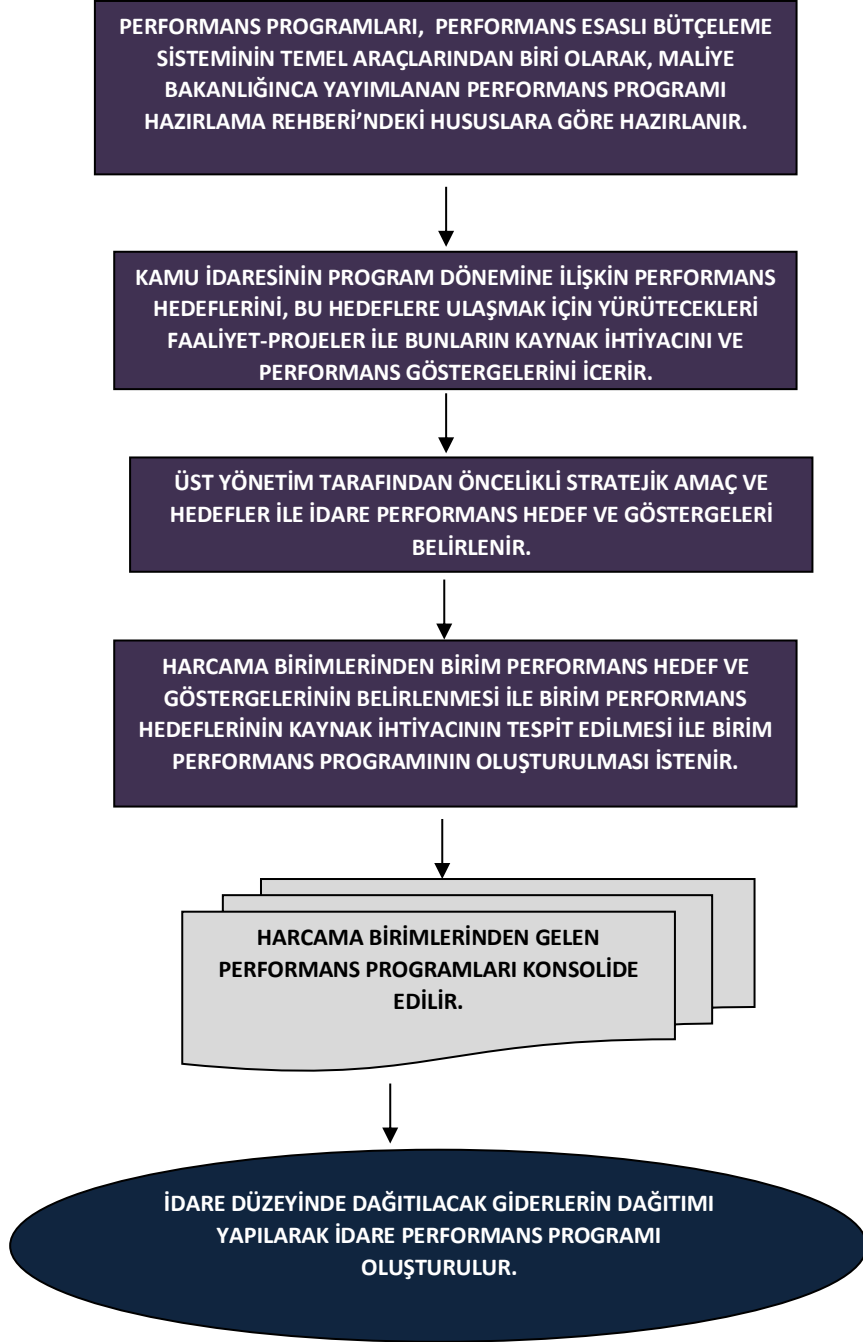 PERFORMANS PROGRAMLARI, PERFORMANS ESASLI BÜTÇELEME
SİSTEMİNİN TEMEL ARAÇLARINDAN BİRİ OLARAK, MALİYE
BAKANLIĞINCA YAYIMLANAN PERFORMANS PROGRAMI
HAZIRLAMA REHBERİ’NDEKİ HUSUSLARA GÖRE HAZIRLANIR.
KAMU İDARESİNİN PROGRAM DÖNEMİNE İLİŞKİN PERFORMANS
HEDEFLERİNİ, BU HEDEFLERE ULAŞMAK İÇİN YÜRÜTECEKLERİ
FAALİYET-PROJELER İLE BUNLARIN KAYNAK İHTİYACINI VE
PERFORMANS GÖSTERGELERİNİ İCERİR.
ÜST YÖNETİM TARAFINDAN ÖNCELİKLİ STRATEJİK AMAÇ VE
HEDEFLER İLE İDARE PERFORMANS HEDEF VE GÖSTERGELERİ
BELİRLENİR.
HARCAMA BİRİMLERİNDEN BİRİM PERFORMANS HEDEF VE
GÖSTERGELERİNİN BELİRLENMESİ İLE BİRİM PERFORMANS
HEDEFLERİNİN KAYNAK İHTİYACININ TESPİT EDİLMESİ İLE BİRİM
PERFORMANS PROGRAMININ OLUŞTURULMASI İSTENİR.
HARCAMA BİRİMLERİNDEN GELEN
PERFORMANS PROGRAMLARI KONSOLİDE
EDİLİR.
İDARE DÜZEYİNDE DAĞITILACAK GİDERLERİN DAĞITIMI
YAPILARAK İDARE PERFORMANS PROGRAMI
OLUŞTURULUR.